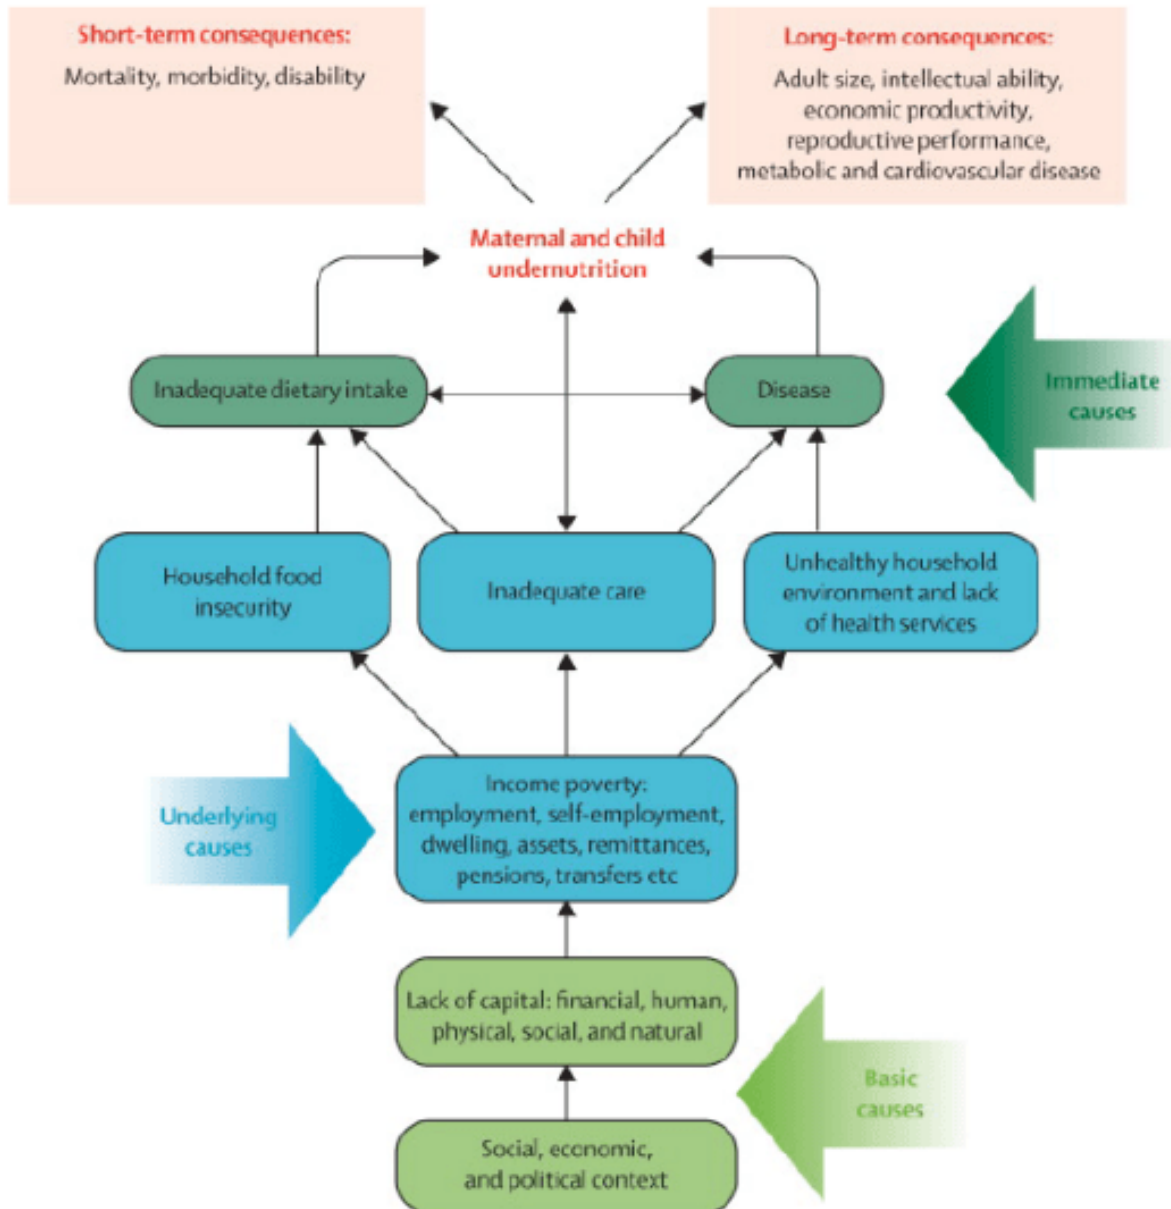 Short-term consequences:
Mortality, morbidity, disability
Long-term consequences:
Adult size, intellectual ability,
economic productivity,
reproductive performance,
metabolic and cardiovascular disease
Maternal and child
undernutrition
Inadequate dietary intake
Disease
Immediate
causes
Household food
insecurity
Inadequate care
Unhealthy household
environment and lack
of health services
Underlying
causes
Income poverty:
employment, self-employment,
dwelling, assets, remittances,
pensions, transfers etc
Lack of capital: financial, human,
physical, social, and natural
Basic
causes
Social, economic,
and political context